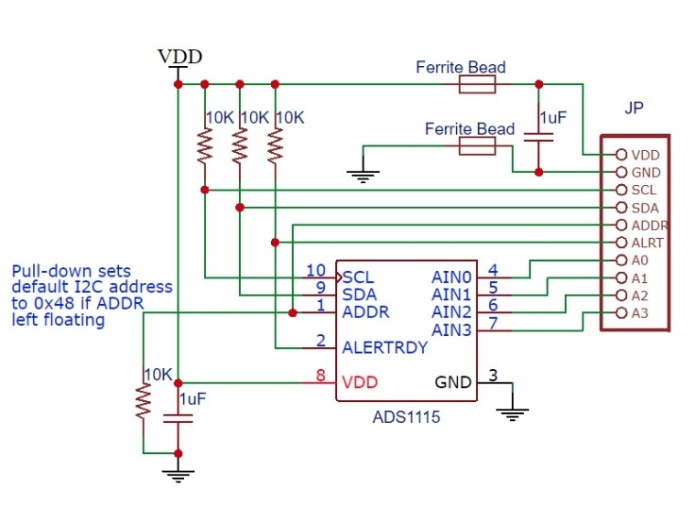 VDD
Ferrite Bead
10K 10K 10K
1uF
JP
Ferrite Bead
VDD
GND
SCL
SDA
ADDR
ALRT
A0
A1
A2
A3
Pull-down sets
default I2C address
to 0x48 if ADDR
left floating
10 SCL
9 SDA
1 ADDR
2 ALERTRDY
8 VDD
AIN0 4
AIN1 5
AIN2 6
AIN3 7
GND 3
ADS1115
10K
1uF